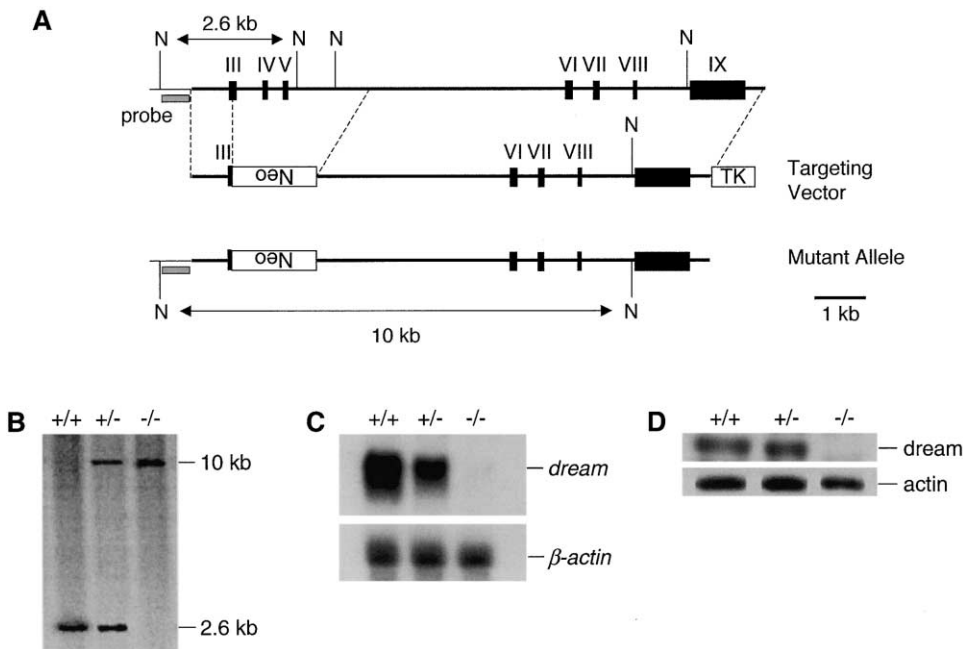 A
2.6 kb
N N N N
III IV V VI VII VIII IX
probe
N
III VI VII VIII
Neo TK
Targeting
Vector
Neo
Mutant Allele
N N
10 kb
1 kb
B
+/+ +/- -/-
10 kb
2.6 kb
C
+/+ +/- -/-
dream
β-actin
D
+/+ +/- -/-
dream
actin